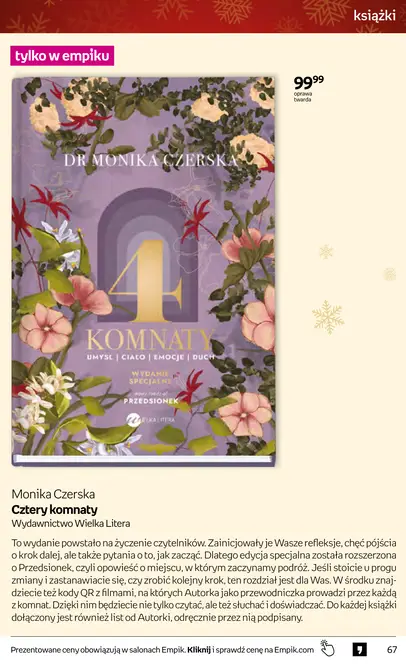 książki
tylko w empiku
99⁹⁹
oprawa
twarda
DR MONIKA CZERSKA
4
KOMNATY
UMYSŁ | CIAŁO | EMOCJE | DUCH
WYDANIE
SPECJALNE
PRZEDSIONEK
WIELKA LITERA
Monika Czerska
Cztery komnaty
Wydawnictwo Wielka Litera
To wydanie powstało na życzenie czytelników. Zainicjowały je Wasze refleksje, chęć pójścia
o krok dalej, ale także pytania o to, jak zacząć. Dlatego edycja specjalna została rozszerzona
o Przedsionek, czyli opowieść o miejscu, w którym zaczynamy podróż. Jeśli stoicie u progu
zmiany i zastanawiacie się, czy zrobić kolejny krok, ten rozdział jest dla Was. W środku znaj-
dziecie też kody QR z filmami, na których Autorka jako przewodniczka prowadzi przez każdą
z komnat. Dzięki nim będziecie nie tylko czytać, ale też słuchać i doświadczać. Do każdej książki
dołączony jest również list od Autorki, odręcznie przez nią podpisany.
Prezentowane ceny obowiązują w salonach Empik. Kliknij i sprawdź cenę na Empik.com
67